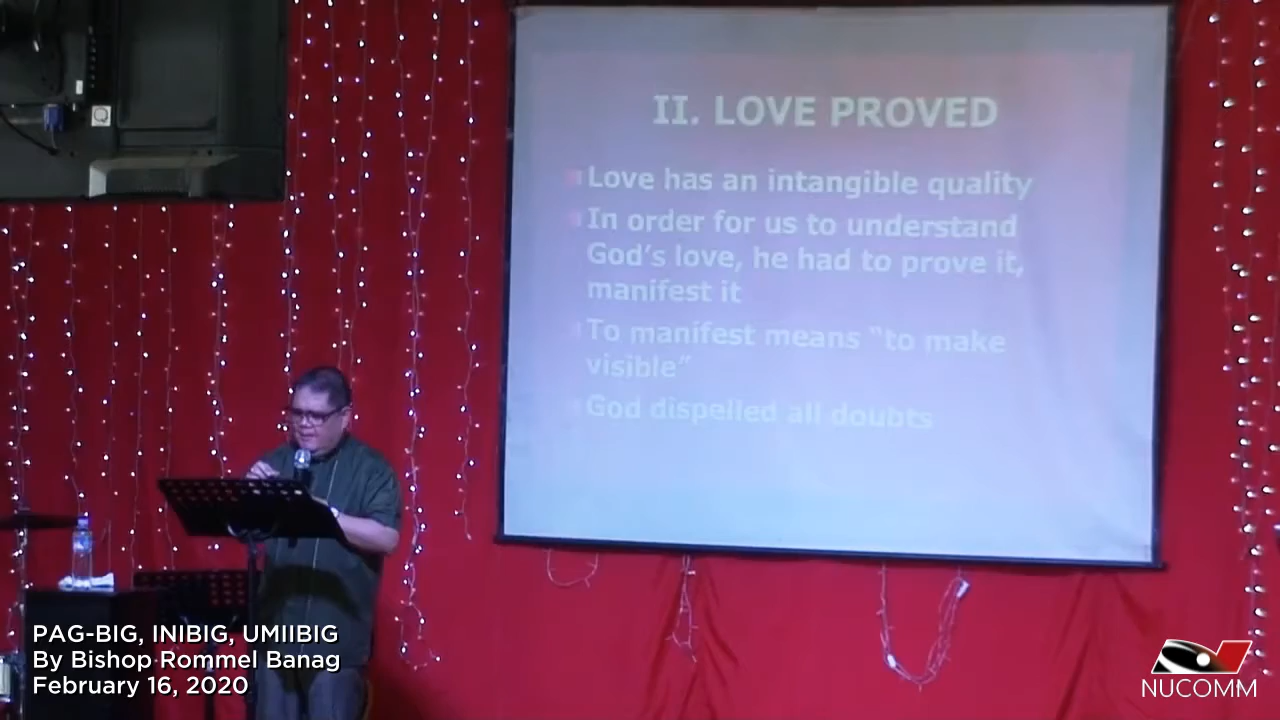 II. LOVE PROVED
Love has an intangible quality
In order for us to understand
God's love, he had to prove it,
manifest it
To manifest means “to make
visible”
God dispelled all doubts
PAG-BIG, INIBIG, UMIIBIG
By Bishop Rommel Banag
February 16, 2020
NUCOMM